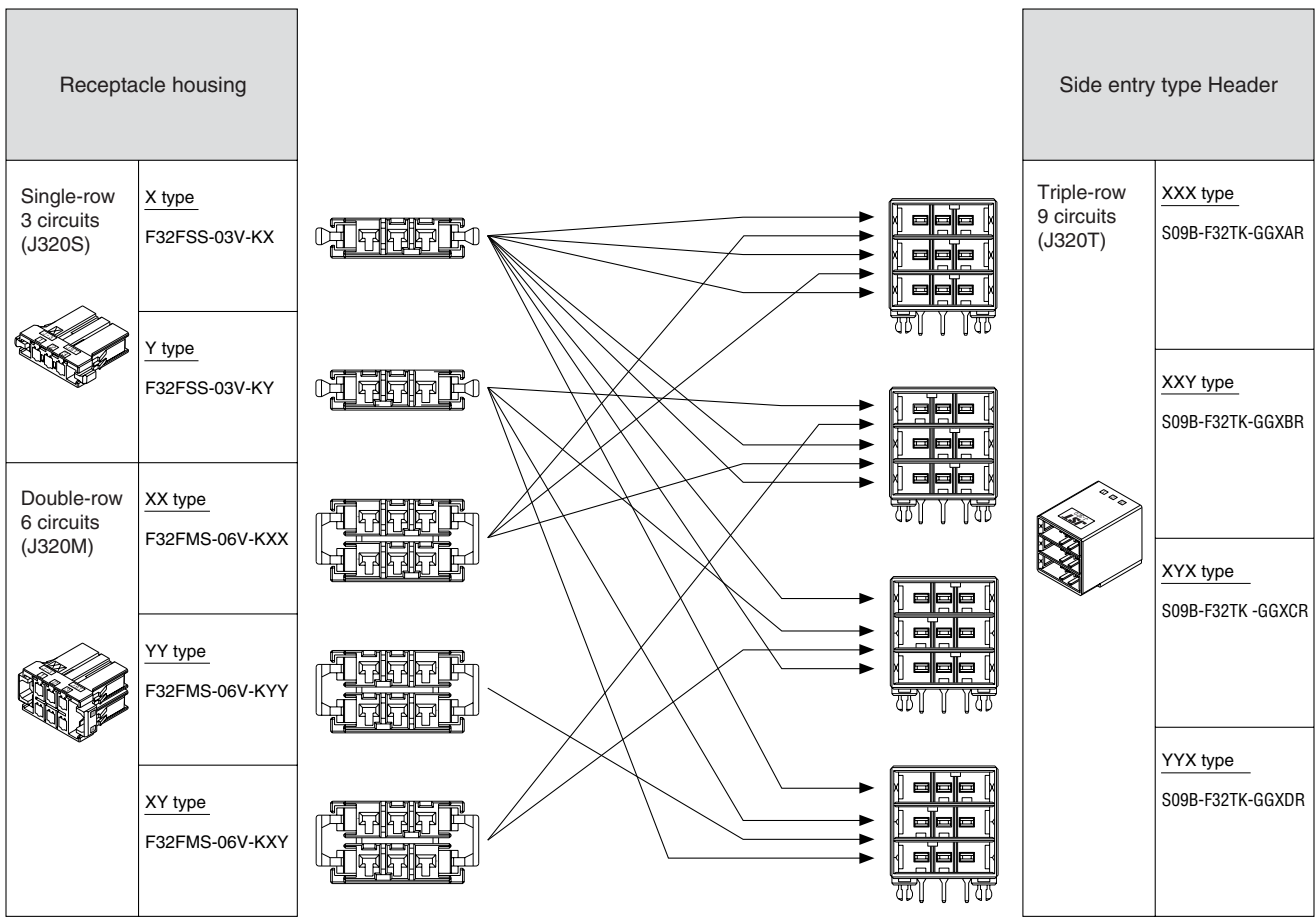 Receptacle housing
Side entry type Header
Single-row
3 circuits
(J320S)
X type
F32FSS-03V-KX
Y type
F32FSS-03V-KY
Double-row
6 circuits
(J320M)
XX type
F32FMS-06V-KXX
YY type
F32FMS-06V-KYY
XY type
F32FMS-06V-KXY
Triple-row
9 circuits
(J320T)
XXX type
S09B-F32TK-GGXAR
XXY type
S09B-F32TK-GGXBR
XYX type
S09B-F32TK -GGXCR
YYX type
S09B-F32TK-GGXDR
JST